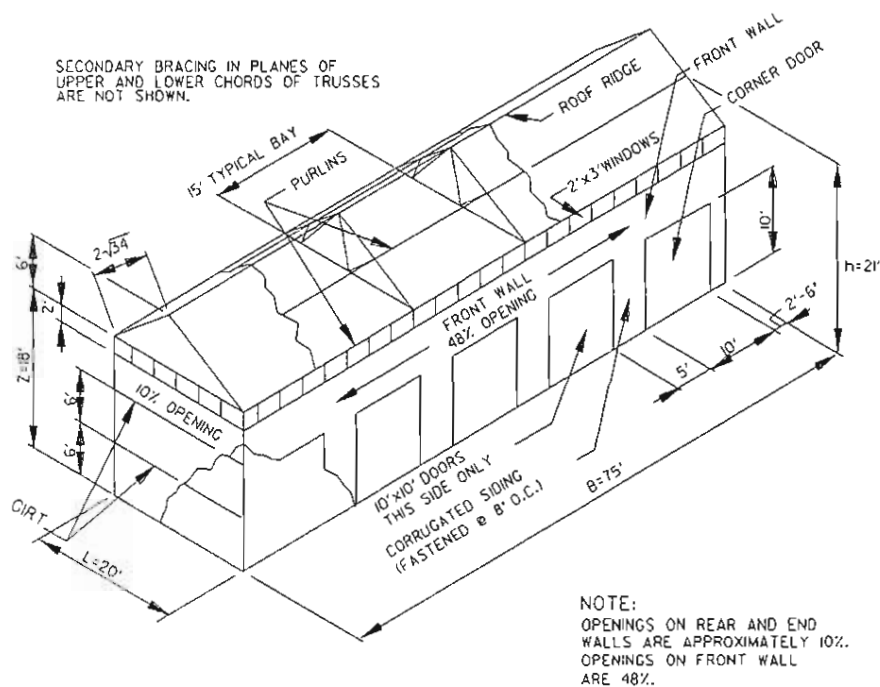 SECONDARY BRACING IN PLANES OF
UPPER AND LOWER CHORDS OF TRUSSES
ARE NOT SHOWN.
FRONT WALL
CORNER DOOR
ROOF RIDGE
15' TYPICAL BAY
PURLINS
2'x3'WINDOWS
2√34
6'
2'
Z=18'
6'
6'
10'
h=21'
FRONT WALL
48% OPENING
10% OPENING
2'-6"
10'
5'
10'x10' DOORS
THIS SIDE ONLY
CORRUGATED SIDING
(FASTENED @ 8' O.C.)
B=75'
GIRT
L=20'
NOTE:
OPENINGS ON REAR AND END
WALLS ARE APPROXIMATELY 10%.
OPENINGS ON FRONT WALL
ARE 48%.